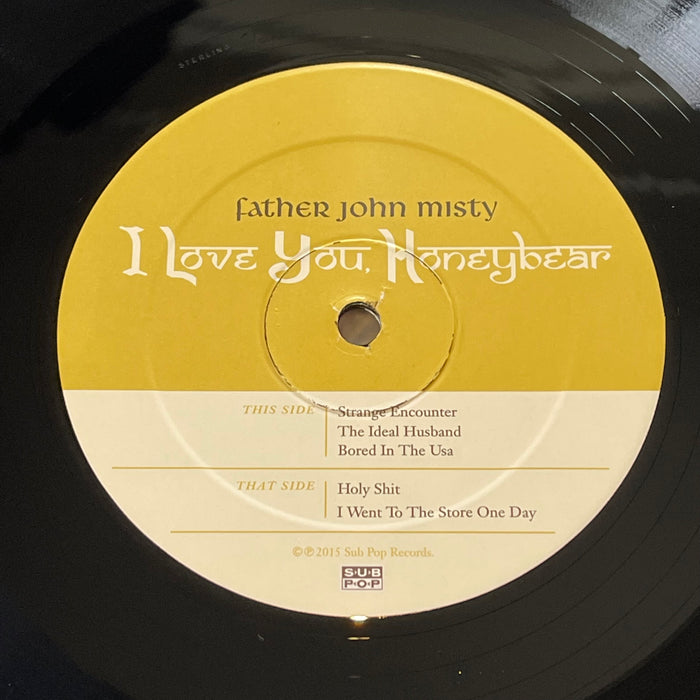 STERLING
father john misty
I Love You, Honeybear
THIS SIDE
Strange Encounter
The Ideal Husband
Bored In The Usa
THAT SIDE
Holy Shit
I Went To The Store One Day
©℗ 2015 Sub Pop Records.
SUB
P·O·P